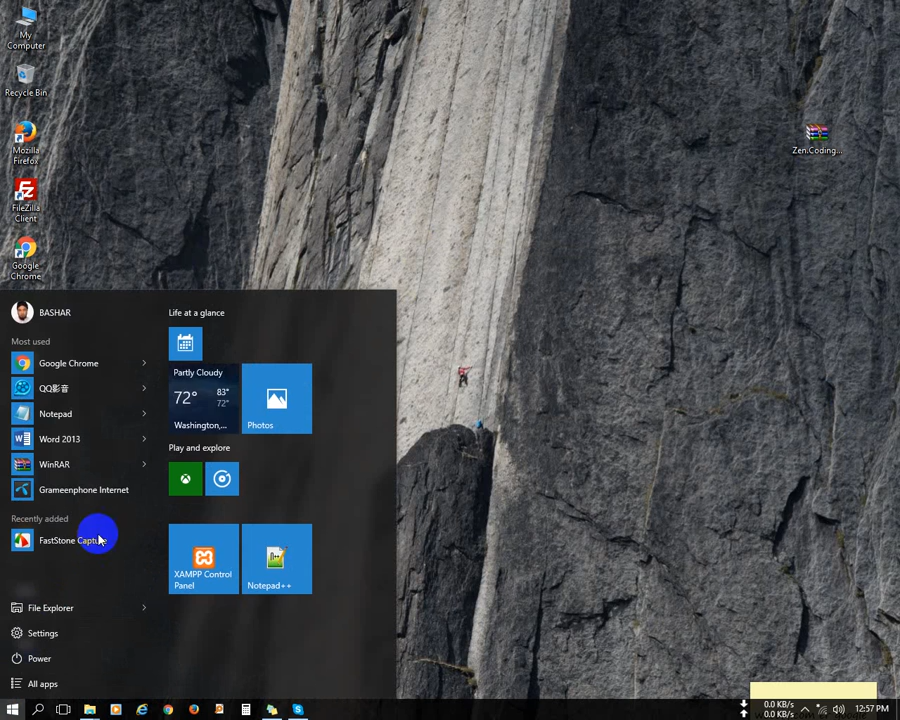 My
Computer
Recycle Bin
Mozilla
Firefox
FileZilla
Client
Google
Chrome
Zen.Coding...
BASHAR
Most used
Google Chrome
QQ影音
Notepad
Word 2013
WinRAR
Grameenphone Internet
Recently added
FastStone Capture
File Explorer
Settings
Power
All apps
Life at a glance
Partly Cloudy
72° 83°
72°
Washington,...
Photos
Play and explore
XAMPP Control
Panel
Notepad++
0.0 KB/s
0.0 KB/s
12:57 PM